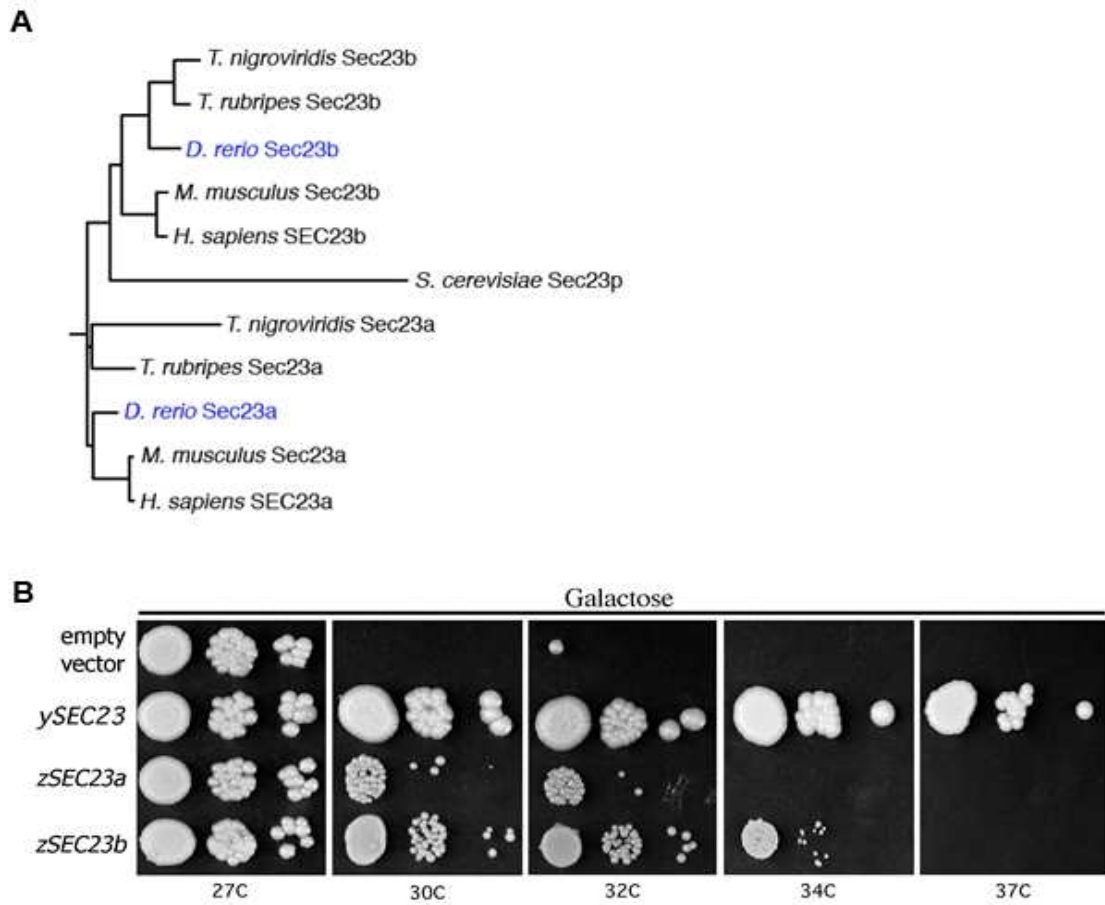 A
T. nigroviridis Sec23b
T. rubripes Sec23b
D. rerio Sec23b
M. musculus Sec23b
H. sapiens SEC23b
S. cerevisiae Sec23p
T. nigroviridis Sec23a
T. rubripes Sec23a
D. rerio Sec23a
M. musculus Sec23a
H. sapiens SEC23a
B
Galactose
empty
vector
ySEC23
zSEC23a
zSEC23b
27C 30C 32C 34C 37C